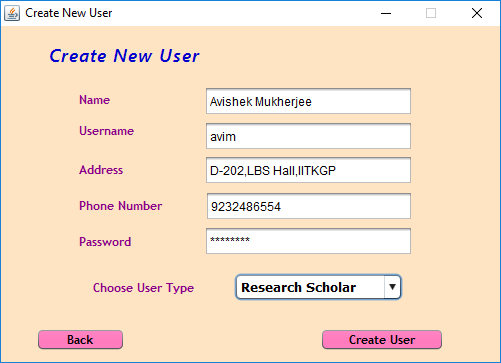 Create New User
Create New User
Name Avishek Mukherjee
Username avim
Address D-202,LBS Hall,IITKGP
Phone Number 9232486554
Password ********
Choose User Type Research Scholar
Back Create User